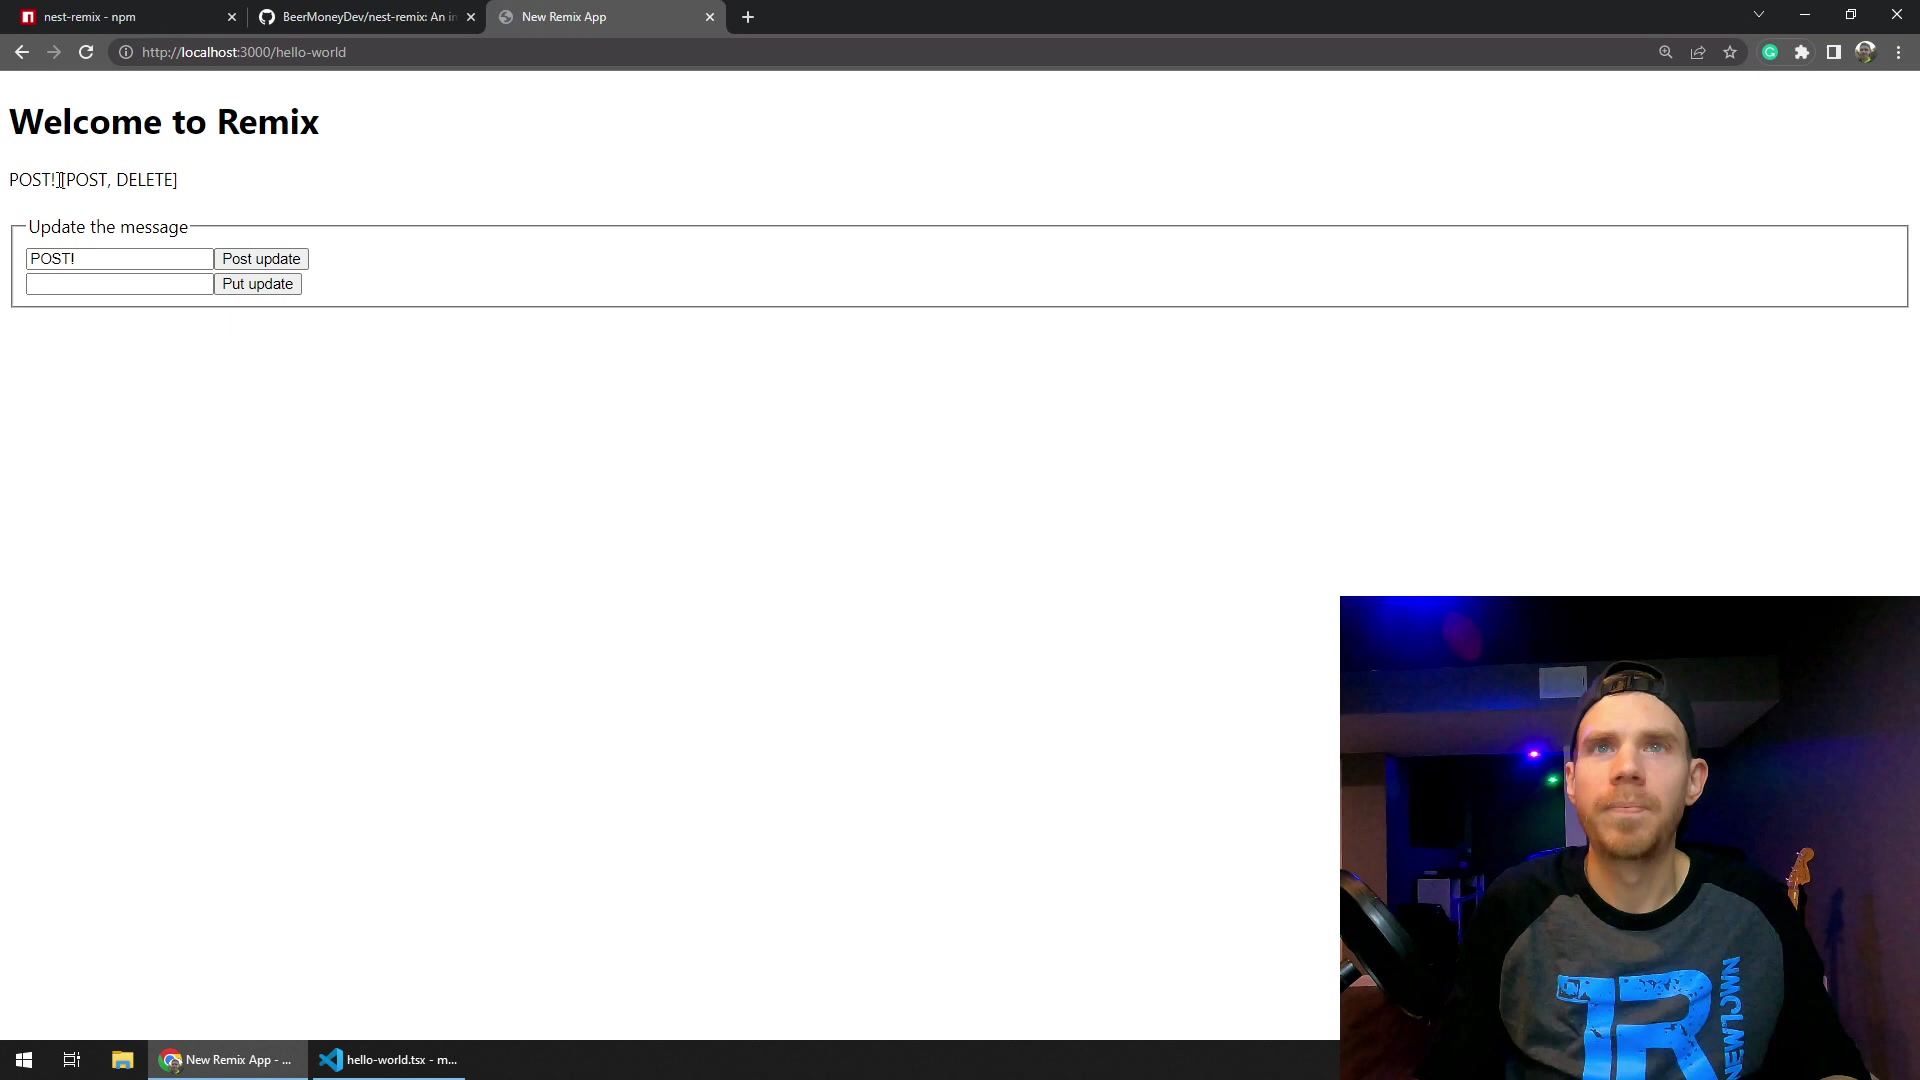 nest-remix - npm
BeerMoneyDev/nest-remix: An in
New Remix App
http://localhost:3000/hello-world
Welcome to Remix
POST! [POST, DELETE]
Update the message
POST!
Post update
Put update
New Remix App - ...
hello-world.tsx - m...